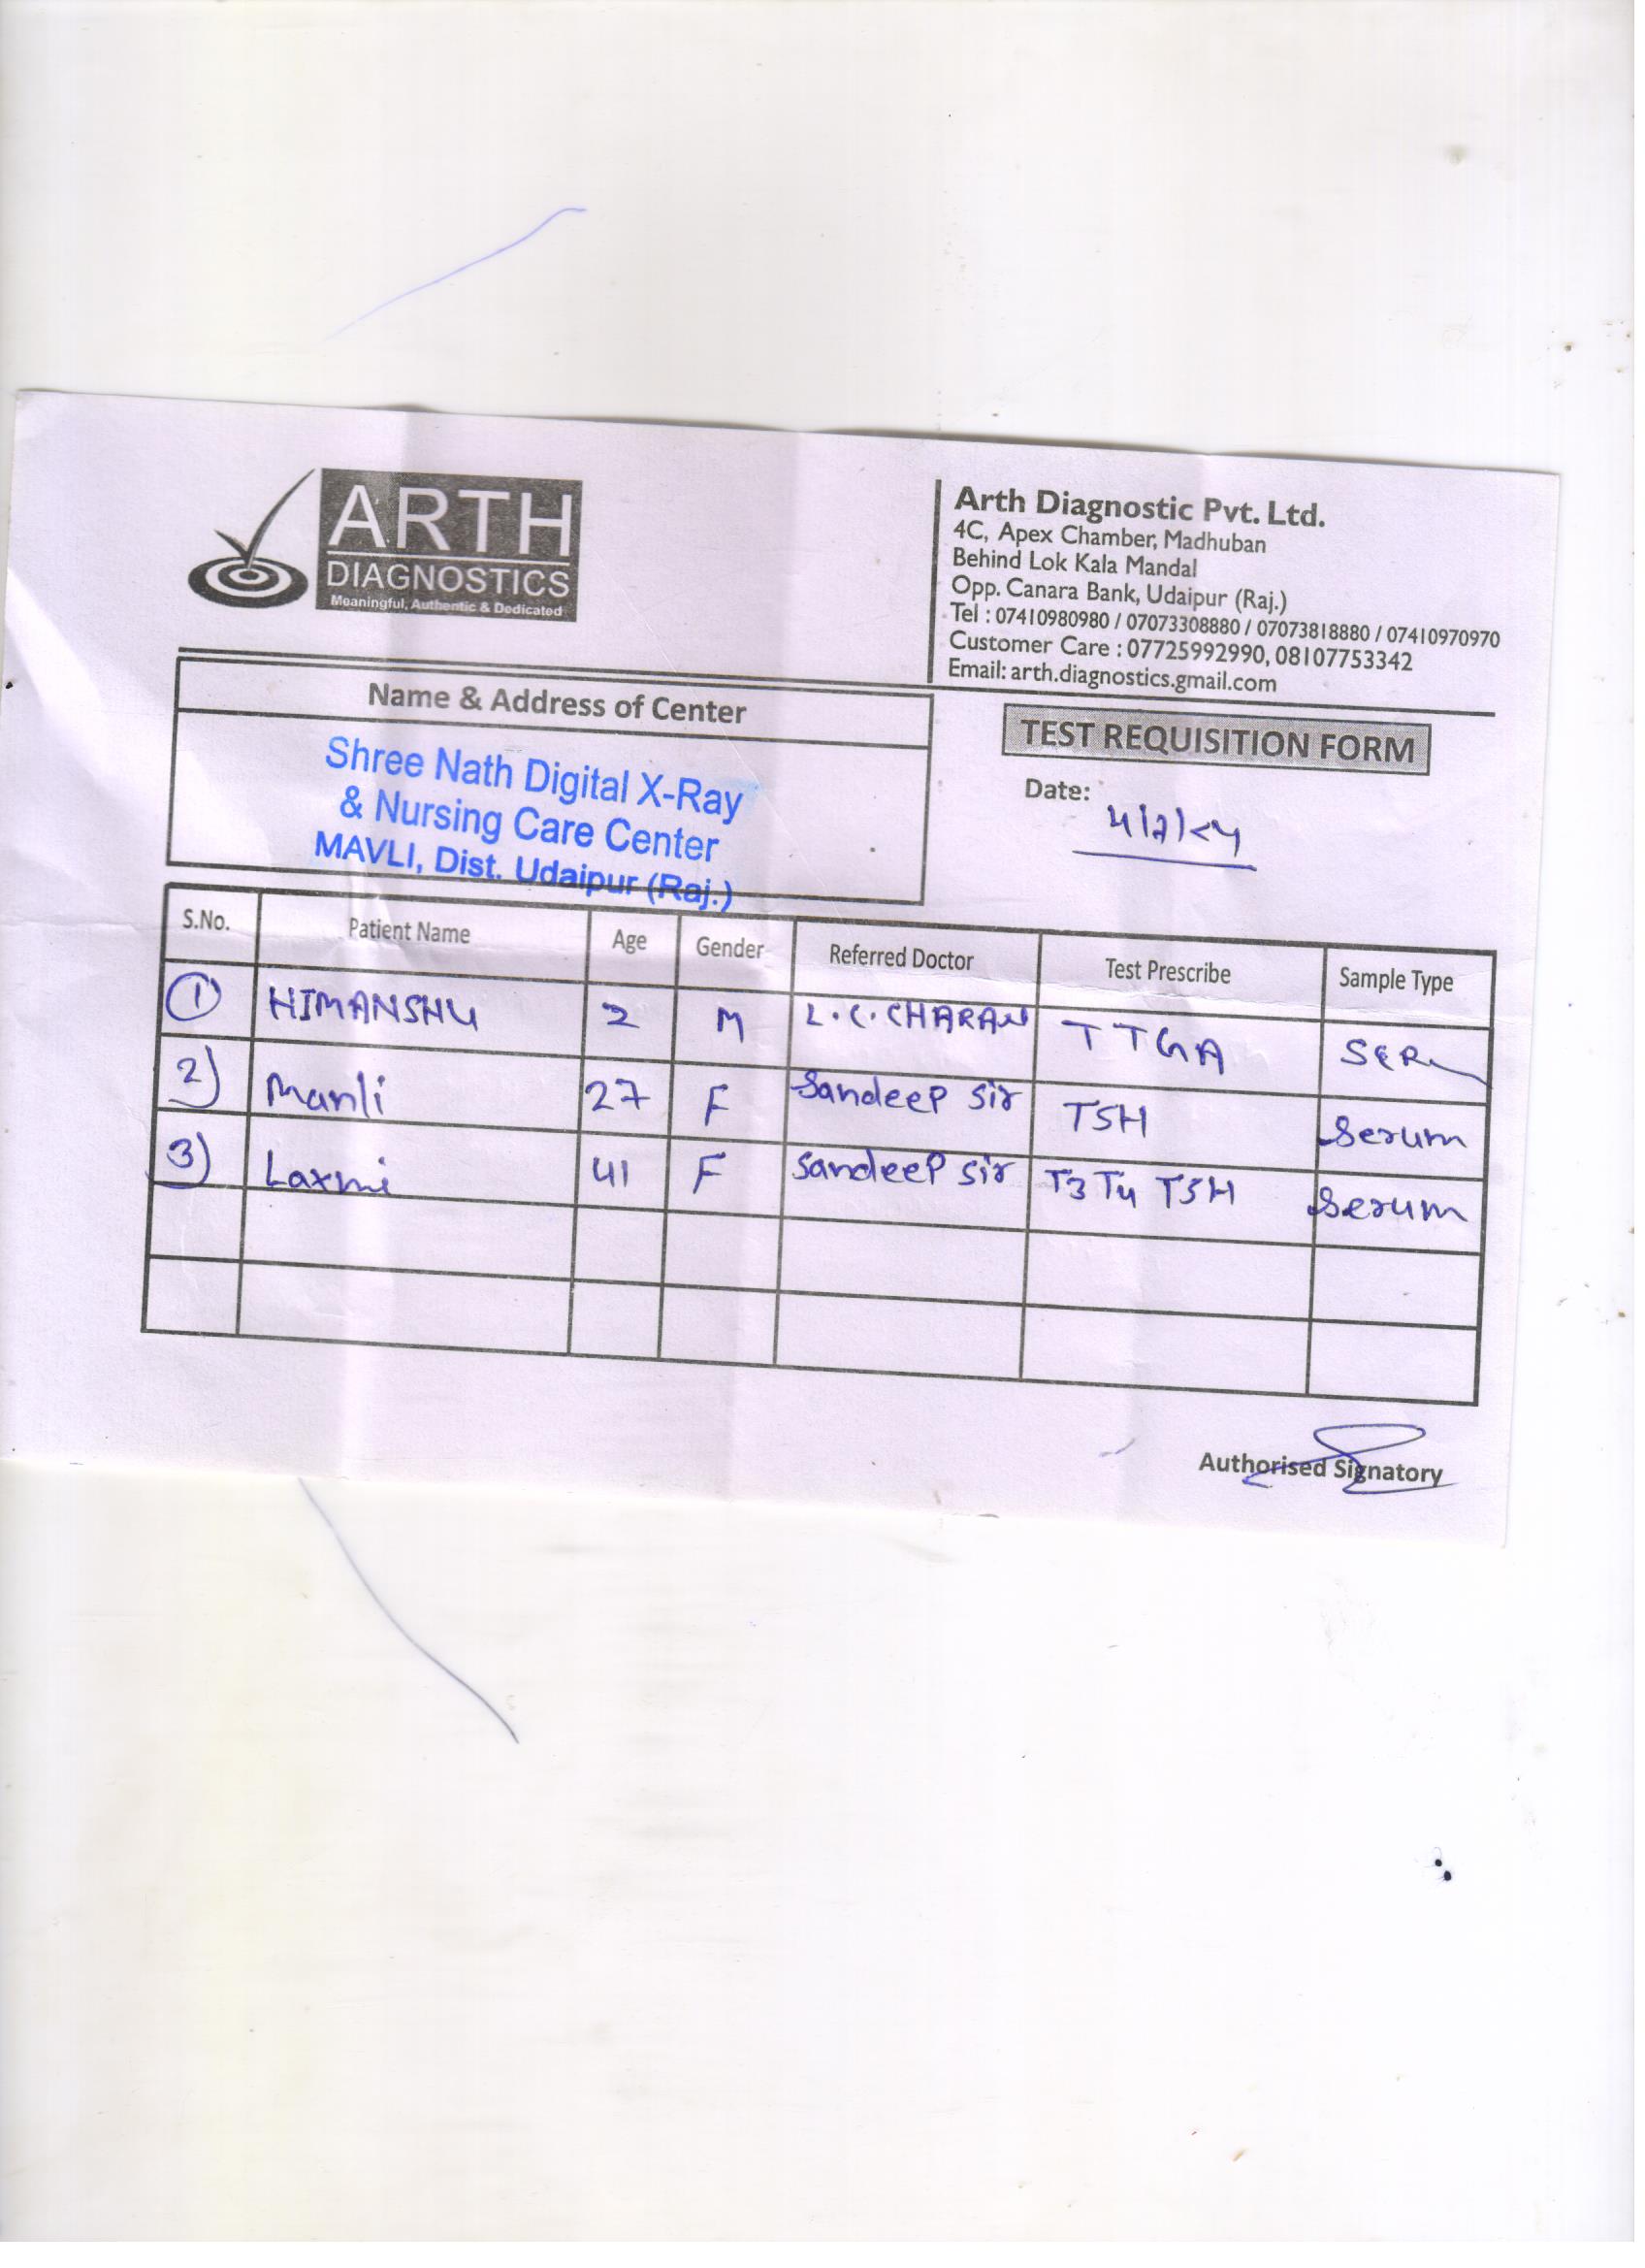 ARTH
DIAGNOSTICS
Meaningful, Authentic & Dedicated
Arth Diagnostic Pvt. Ltd.
4C, Apex Chamber, Madhuban
Behind Lok Kala Mandal
Opp. Canara Bank, Udaipur (Raj.)
Tel : 07410980980 / 07073308880 / 07073818880 / 07410970970
Customer Care : 07725992990, 08107753342
Email: arth.diagnostics.gmail.com
Name & Address of Center
Shree Nath Digital X-Ray
& Nursing Care Center
MAVLI, Dist. Udaipur (Raj.)
TEST REQUISITION FORM
Date:
S.No. Patient Name Age Gender Referred Doctor Test Prescribe Sample Type
1 HIMANSHU 2 M L.C.CHARAN TTGA
2) Manli 27 F Sandeep Sir TSH Serum
3) Laxmi 41 F Sandeep Sir T3 T4 TSH Serum
Authorised Signatory